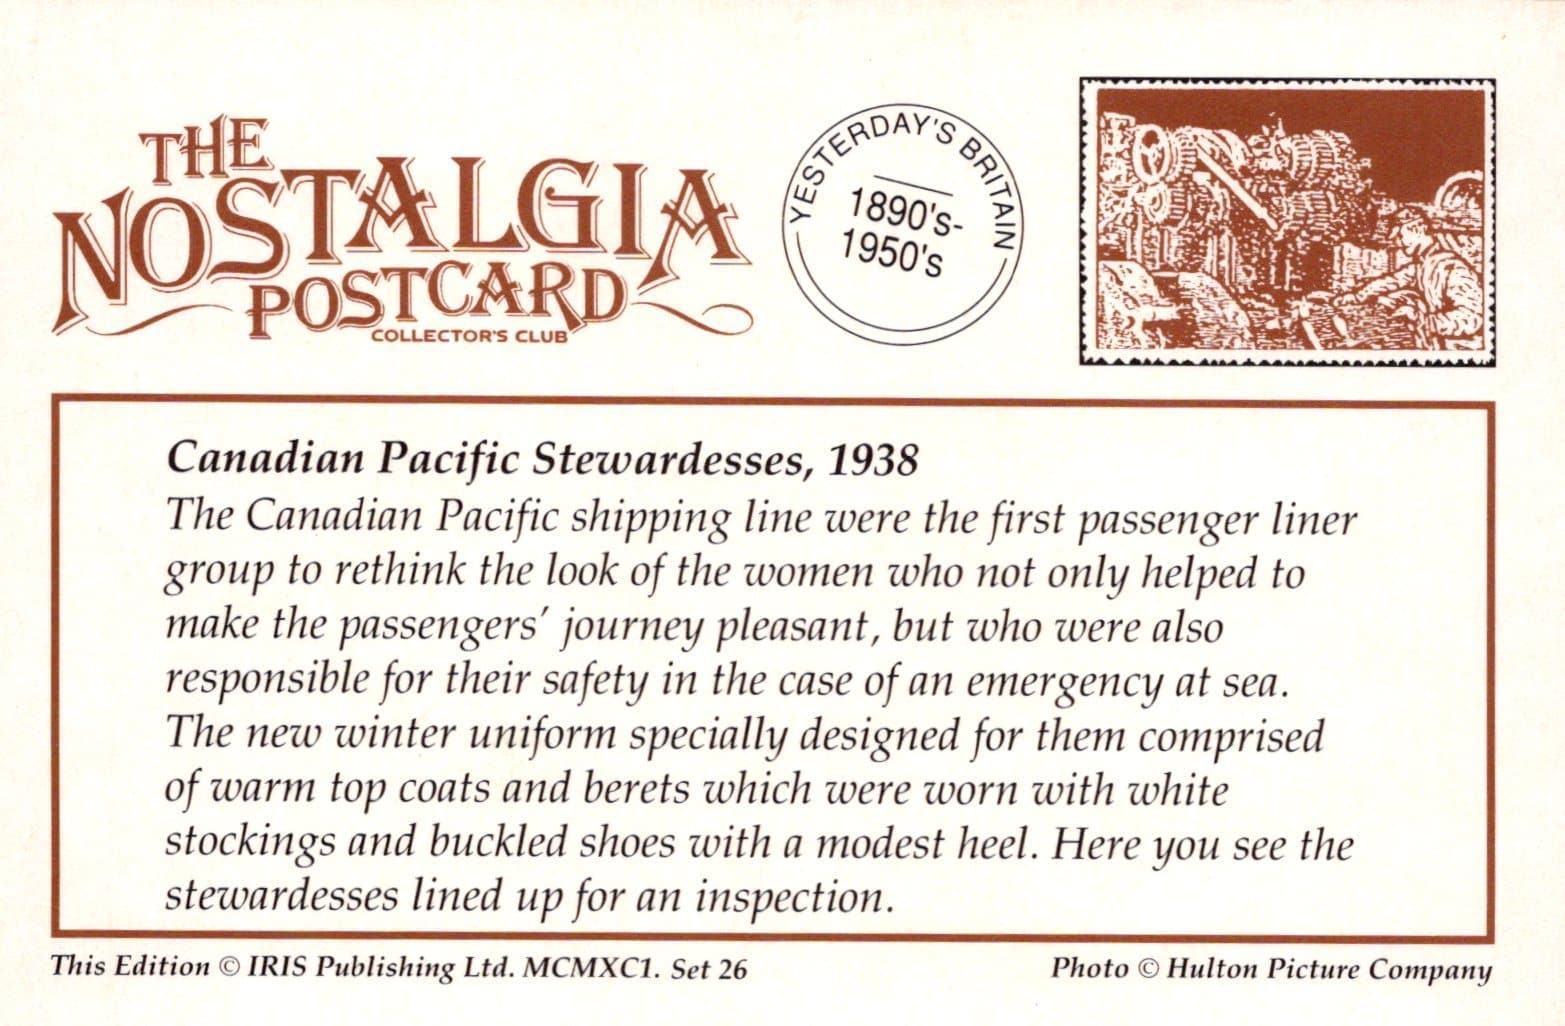 THE
NOSTALGIA
POSTCARD
COLLECTOR'S CLUB
YESTERDAY'S BRITAIN
1890's-
1950's
Canadian Pacific Stewardesses, 1938
The Canadian Pacific shipping line were the first passenger liner
group to rethink the look of the women who not only helped to
make the passengers' journey pleasant, but who were also
responsible for their safety in the case of an emergency at sea.
The new winter uniform specially designed for them comprised
of warm top coats and berets which were worn with white
stockings and buckled shoes with a modest heel. Here you see the
stewardesses lined up for an inspection.
This Edition © IRIS Publishing Ltd. MCMXC1. Set 26
Photo © Hulton Picture Company